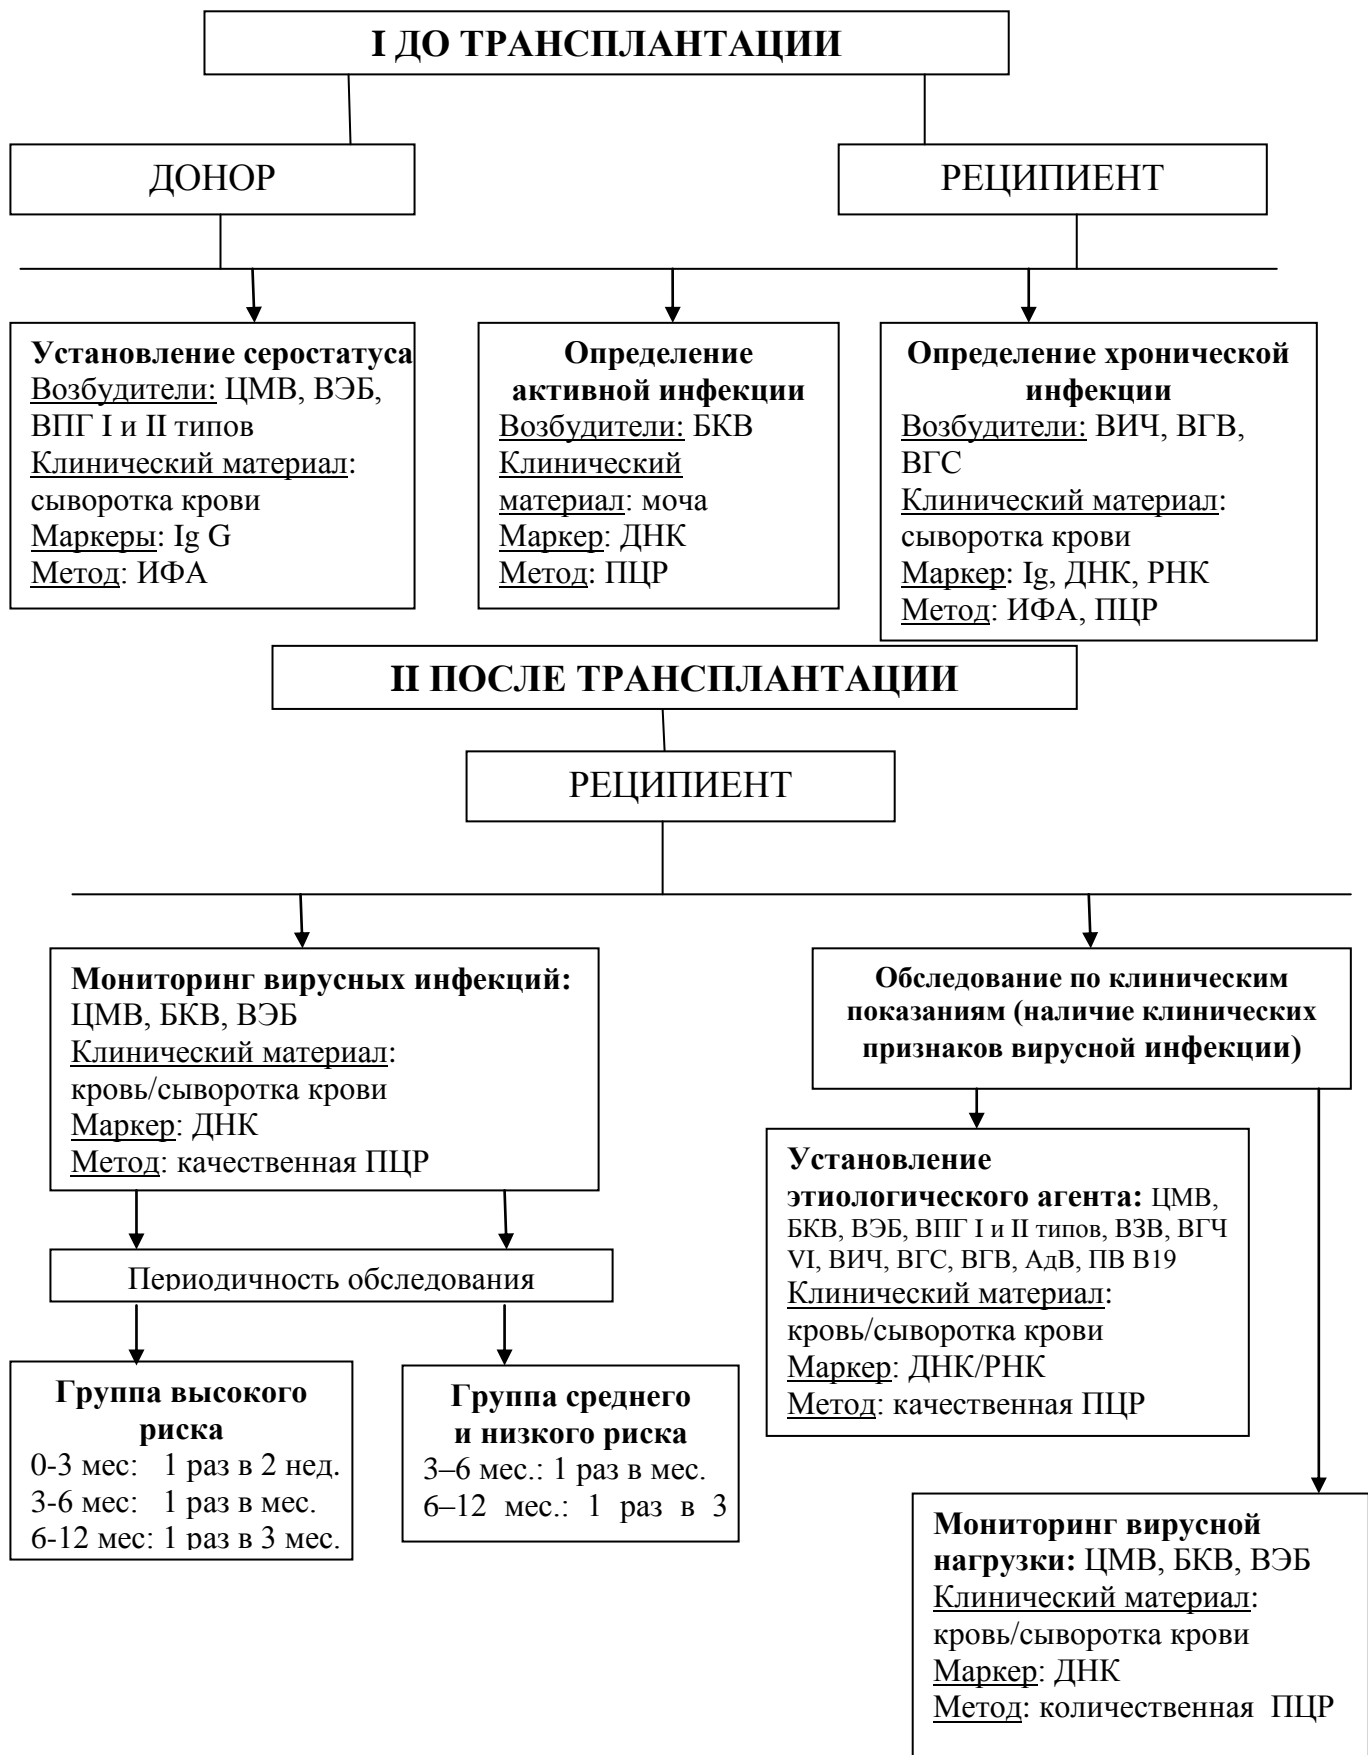 I ДО ТРАНСПЛАНТАЦИИ
ДОНОР
РЕЦИПИЕНТ
Установление серостатуса
Возбудители: ЦМВ, ВЭБ,
ВПГ I и II типов
Клинический материал:
сыворотка крови
Маркеры: Ig G
Метод: ИФА
Определение
активной инфекции
Возбудители: БКВ
Клинический
материал: моча
Маркер: ДНК
Метод: ПЦР
Определение хронической
инфекции
Возбудители: ВИЧ, ВГВ,
ВГС
Клинический материал:
сыворотка крови
Маркер: Ig, ДНК, РНК
Метод: ИФА, ПЦР
II ПОСЛЕ ТРАНСПЛАНТАЦИИ
РЕЦИПИЕНТ
Мониторинг вирусных инфекций:
ЦМВ, БКВ, ВЭБ
Клинический материал:
кровь/сыворотка крови
Маркер: ДНК
Метод: качественная ПЦР
Периодичность обследования
Группа высокого
риска
0-3 мес: 1 раз в 2 нед.
3-6 мес: 1 раз в мес.
6-12 мес: 1 раз в 3 мес.
Группа среднего
и низкого риска
3–6 мес.: 1 раз в мес.
6–12 мес.: 1 раз в 3
Обследование по клиническим
показаниям (наличие клинических
признаков вирусной инфекции)
Установление
этиологического агента: ЦМВ,
БКВ, ВЭБ, ВПГ I и II типов, ВЗВ, ВГЧ
VI, ВИЧ, ВГС, ВГВ, АдВ, ПВ В19
Клинический материал:
кровь/сыворотка крови
Маркер: ДНК/РНК
Метод: качественная ПЦР
Мониторинг вирусной
нагрузки: ЦМВ, БКВ, ВЭБ
Клинический материал:
кровь/сыворотка крови
Маркер: ДНК
Метод: количественная ПЦР